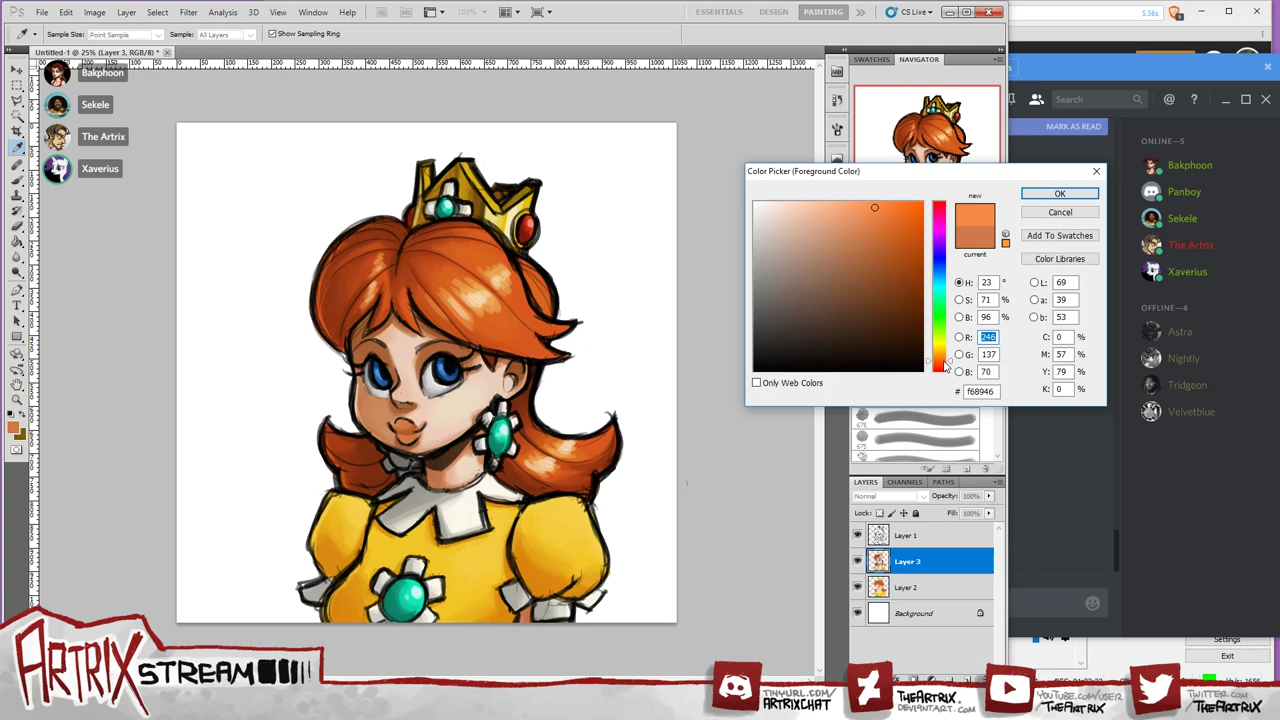 Ps File Edit Image Layer Select Filter Analysis 3D View Window Help 100% ESSENTIALS DESIGN PAINTING CS Live 5.56s
Sample Size: Point Sample Sample: All Layers Show Sampling Ring
Untitled-1 @ 25% (Layer 3, RGB/8) *
SWATCHES NAVIGATOR
Bakphoon
Sekele
The Artrix
Xaverius
Search
MARK AS READ
ONLINE—5
Bakphoon
Panboy
Sekele
The Artrix
Xaverius
OFFLINE—4
Astra
Nightly
Tridgeon
Velvetblue
Color Picker (Foreground Color)
new
current
OK
Cancel
Add To Swatches
Color Libraries
H: 23 °
S: 71 %
B: 96 %
R: 246
G: 137
B: 70
L: 69
a: 39
b: 53
C: 0 %
M: 57 %
Y: 79 %
K: 0 %
# f68946
Only Web Colors
675
675
LAYERS CHANNELS PATHS
Normal Opacity: 100%
Lock: Fill: 100%
Layer 1
Layer 3
Layer 2
Background
Settings
Exit
ARTRIX STREAM
TINYURL.COM/
ARTRIXCHAT
THEARTRIX.
DEVIANTART.COM
YOUTUBE.COM/USER
/THEARTRIX
TWITTER.COM
/THEARTRIX